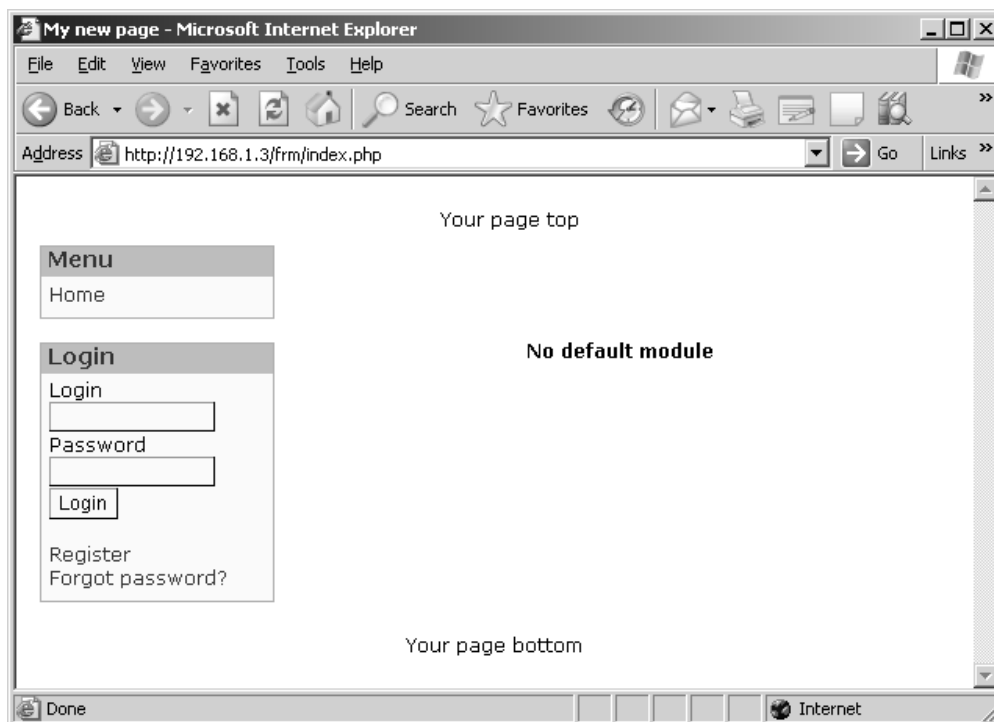 My new page - Microsoft Internet Explorer
File Edit View Favorites Tools Help
Back Search Favorites »
Address http://192.168.1.3/frm/index.php Go Links »
Your page top
Menu
Home
No default module
Login
Login
Password
Login
Register
Forgot password?
Your page bottom
Done Internet